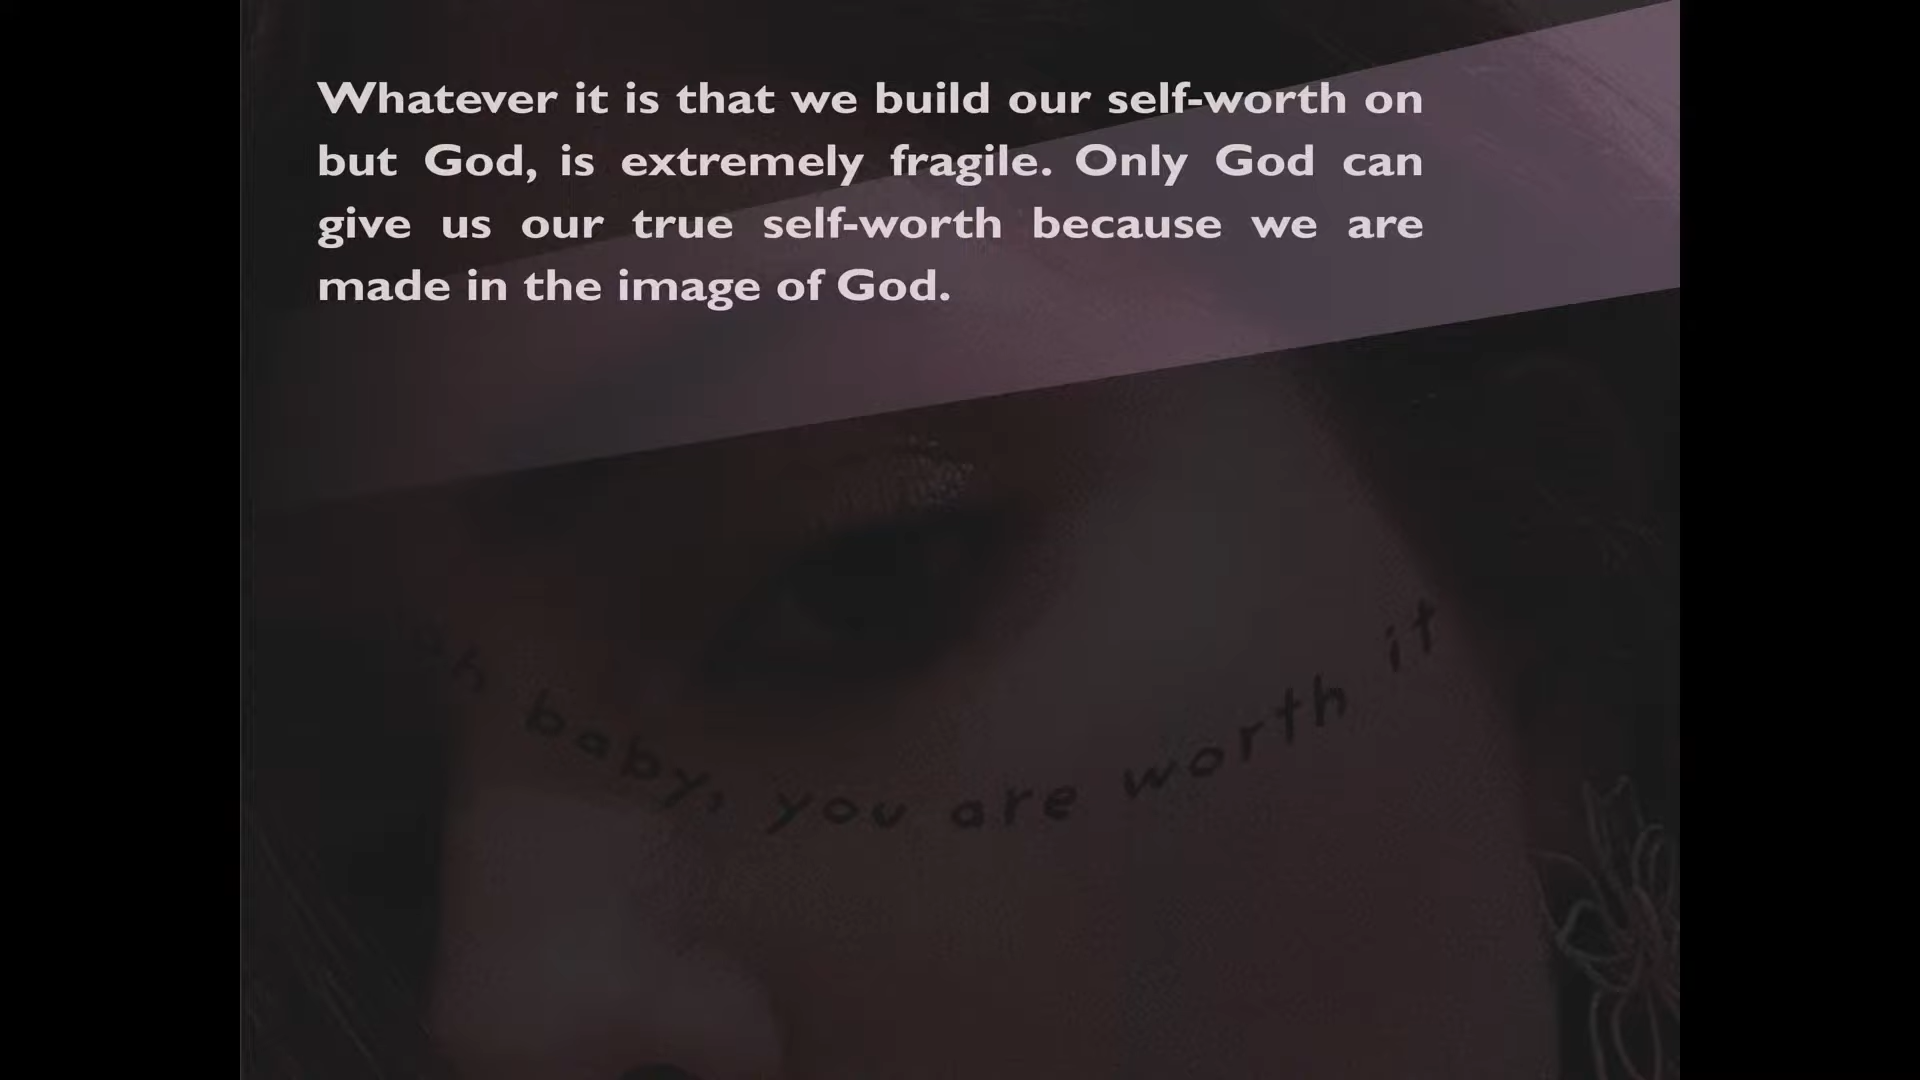 Whatever it is that we build our self-worth on
but God, is extremely fragile. Only God can
give us our true self-worth because we are
made in the image of God.
baby, you are worth it